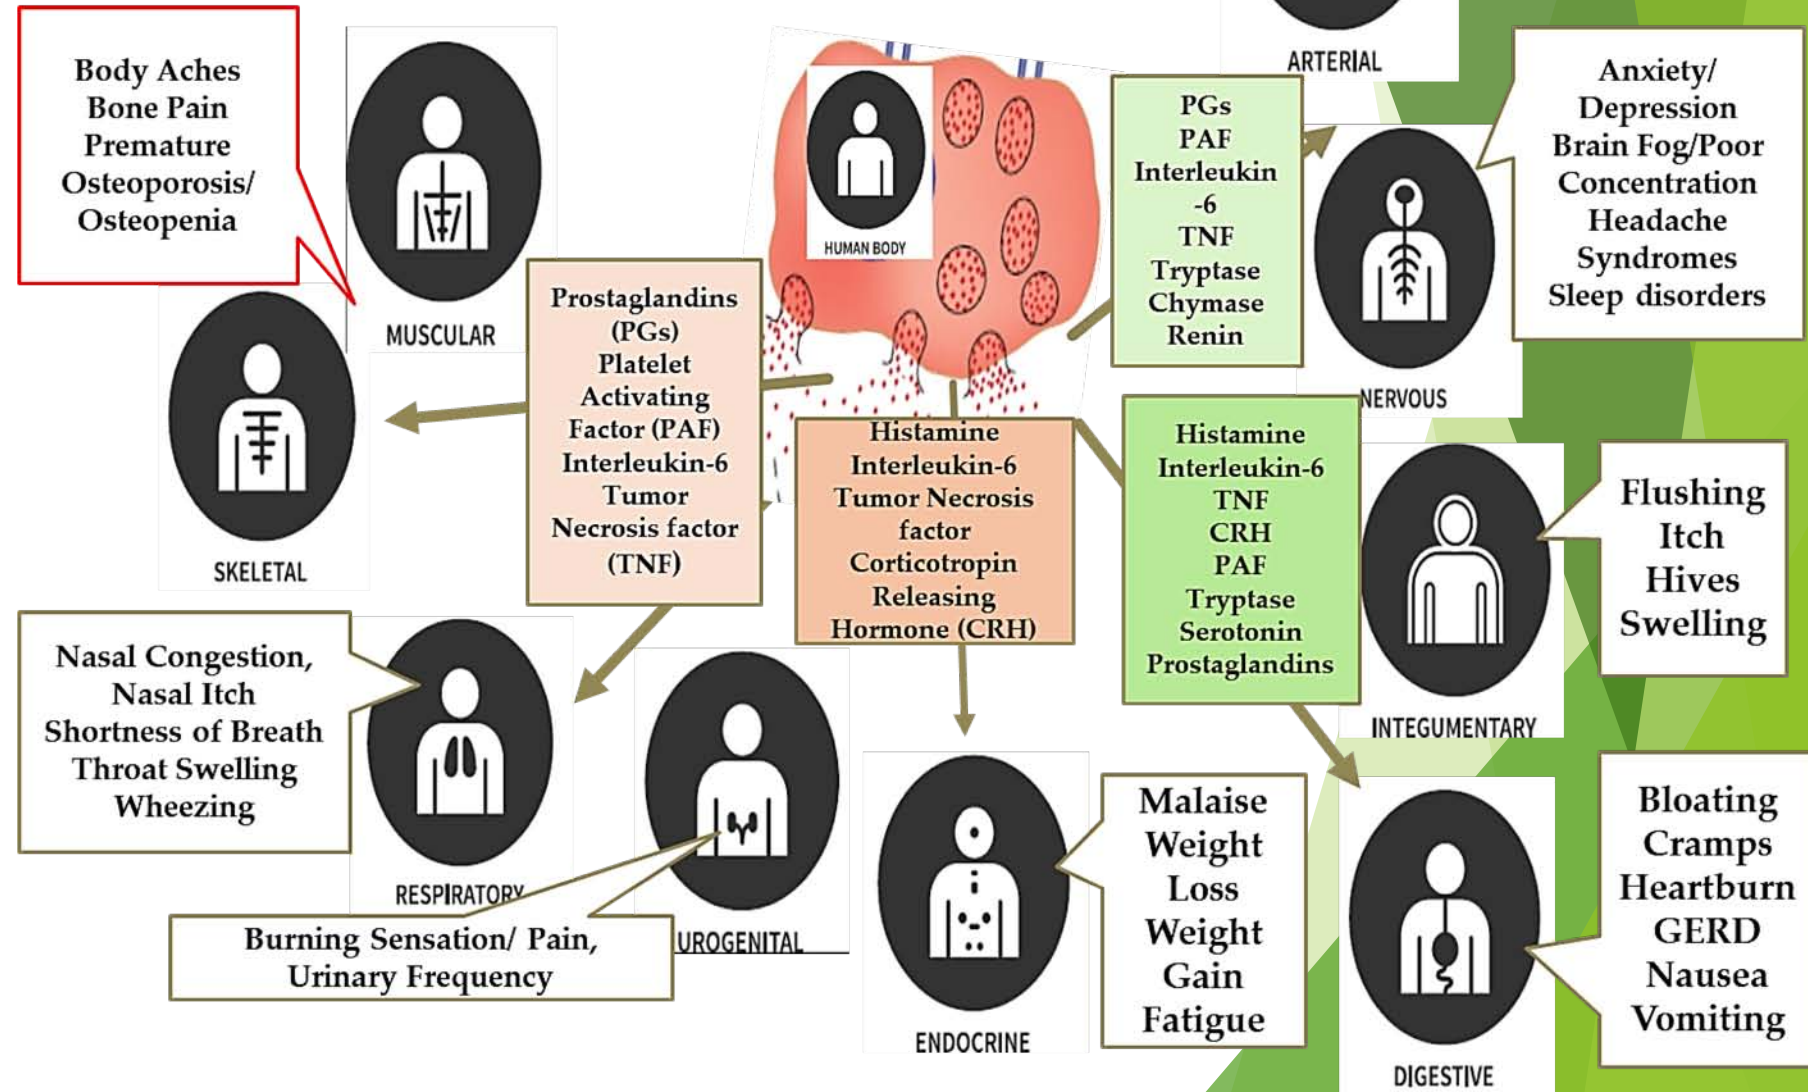 Body Aches
Bone Pain
Premature
Osteoporosis/
Osteopenia
MUSCULAR
SKELETAL
Prostaglandins
(PGs)
Platelet
Activating
Factor (PAF)
Interleukin-6
Tumor
Necrosis factor
(TNF)
HUMAN BODY
ARTERIAL
PGs
PAF
Interleukin
-6
TNF
Tryptase
Chymase
Renin
NERVOUS
Anxiety/
Depression
Brain Fog/Poor
Concentration
Headache
Syndromes
Sleep disorders
Histamine
Interleukin-6
Tumor Necrosis
factor
Corticotropin
Releasing
Hormone (CRH)
Histamine
Interleukin-6
TNF
CRH
PAF
Tryptase
Serotonin
Prostaglandins
INTEGUMENTARY
Flushing
Itch
Hives
Swelling
Nasal Congestion,
Nasal Itch
Shortness of Breath
Throat Swelling
Wheezing
RESPIRATORY
Burning Sensation/ Pain,
Urinary Frequency
UROGENITAL
ENDOCRINE
Malaise
Weight
Loss
Weight
Gain
Fatigue
DIGESTIVE
Bloating
Cramps
Heartburn
GERD
Nausea
Vomiting